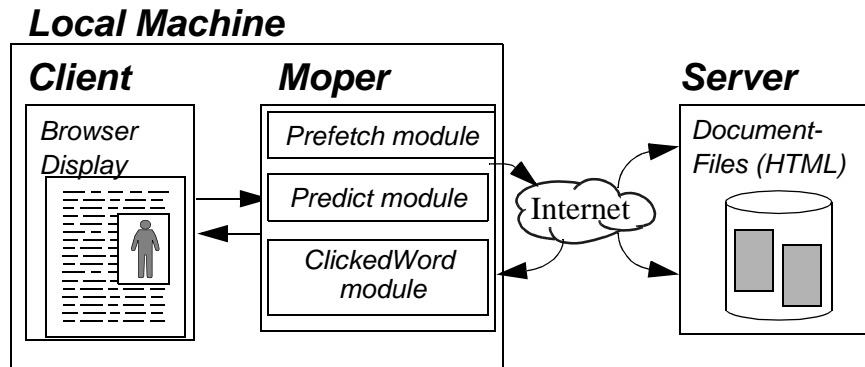 Local Machine
Client
Moper
Server
Browser
Display
Prefetch module
Predict module
ClickedWord
module
Internet
Document-
Files (HTML)